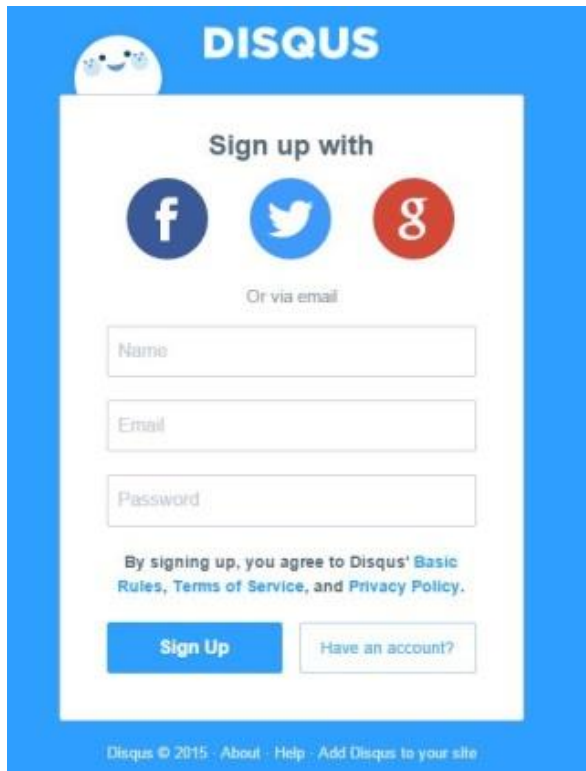 DISQUS
Sign up with
Or via email
Name
Email
Password
By signing up, you agree to Disqus' Basic
Rules, Terms of Service, and Privacy Policy.
Sign Up
Have an account?
Disqus © 2015 · About · Help · Add Disqus to your site